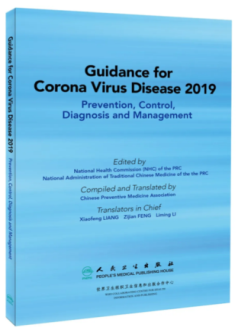 Guidance for
Corona Virus Disease 2019
Prevention, Control,
Diagnosis and Management
Edited by
National Health Commission (NHC) of the PRC
National Administration of Traditional Chinese Medicine of the the PRC
Compiled and Translated by
Chinese Preventive Medicine Association
Translators in Chief
Xiaofeng LIANG Zijian FENG Liming LI
人民卫生出版社
PEOPLE'S MEDICAL PUBLISHING HOUSE
Guidance for Corona Virus Disease 2019
Prevention, Control, Diagnosis and Management